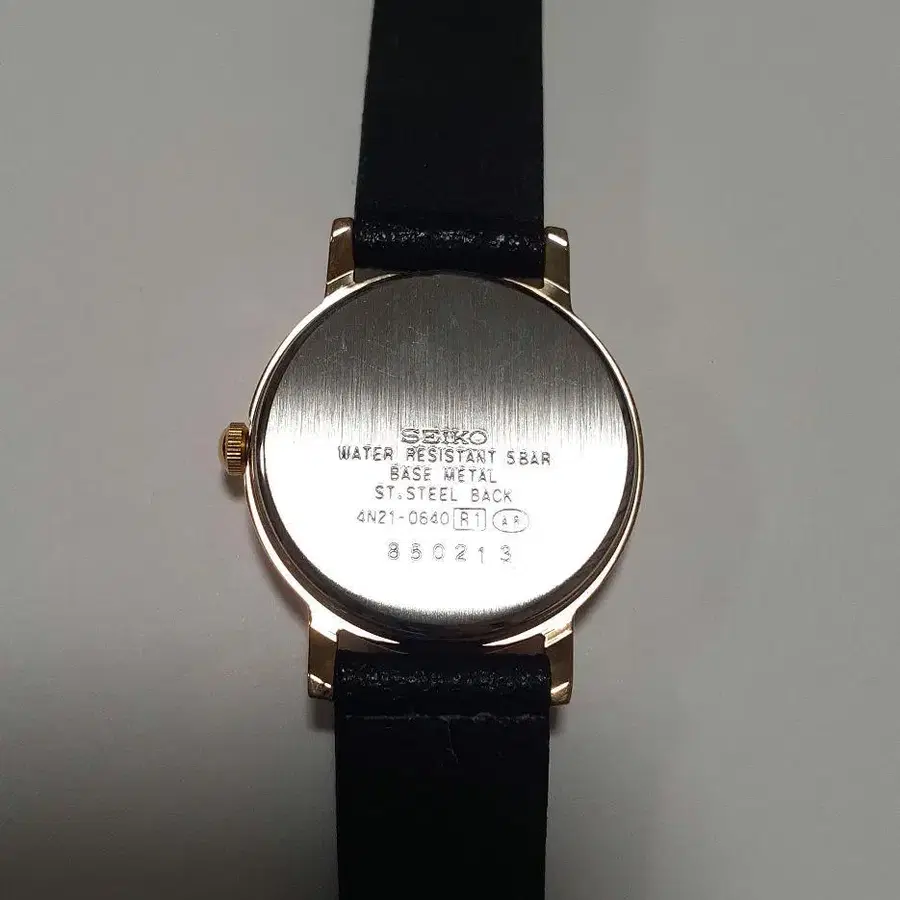 SEIKO
WATER RESISTANT 5BAR
BASE METAL
ST.STEEL BACK
4N21-0640 R1 AR
850213